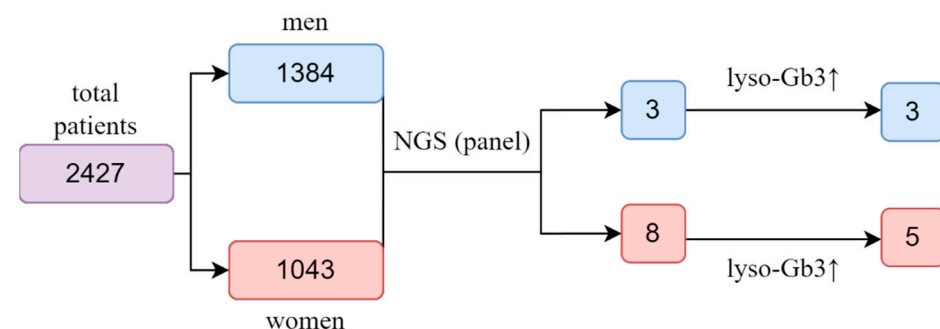 men
1384
total
patients
2427
NGS (panel)
1043
women
3
lyso-Gb3↑
3
8
lyso-Gb3↑
5